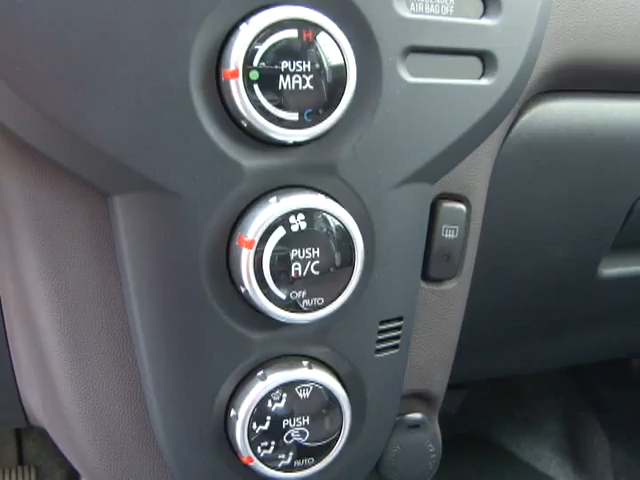 AIR BAG OFF
H
PUSH
MAX
C
PUSH
A/C
OFF
AUTO
PUSH
AUTO